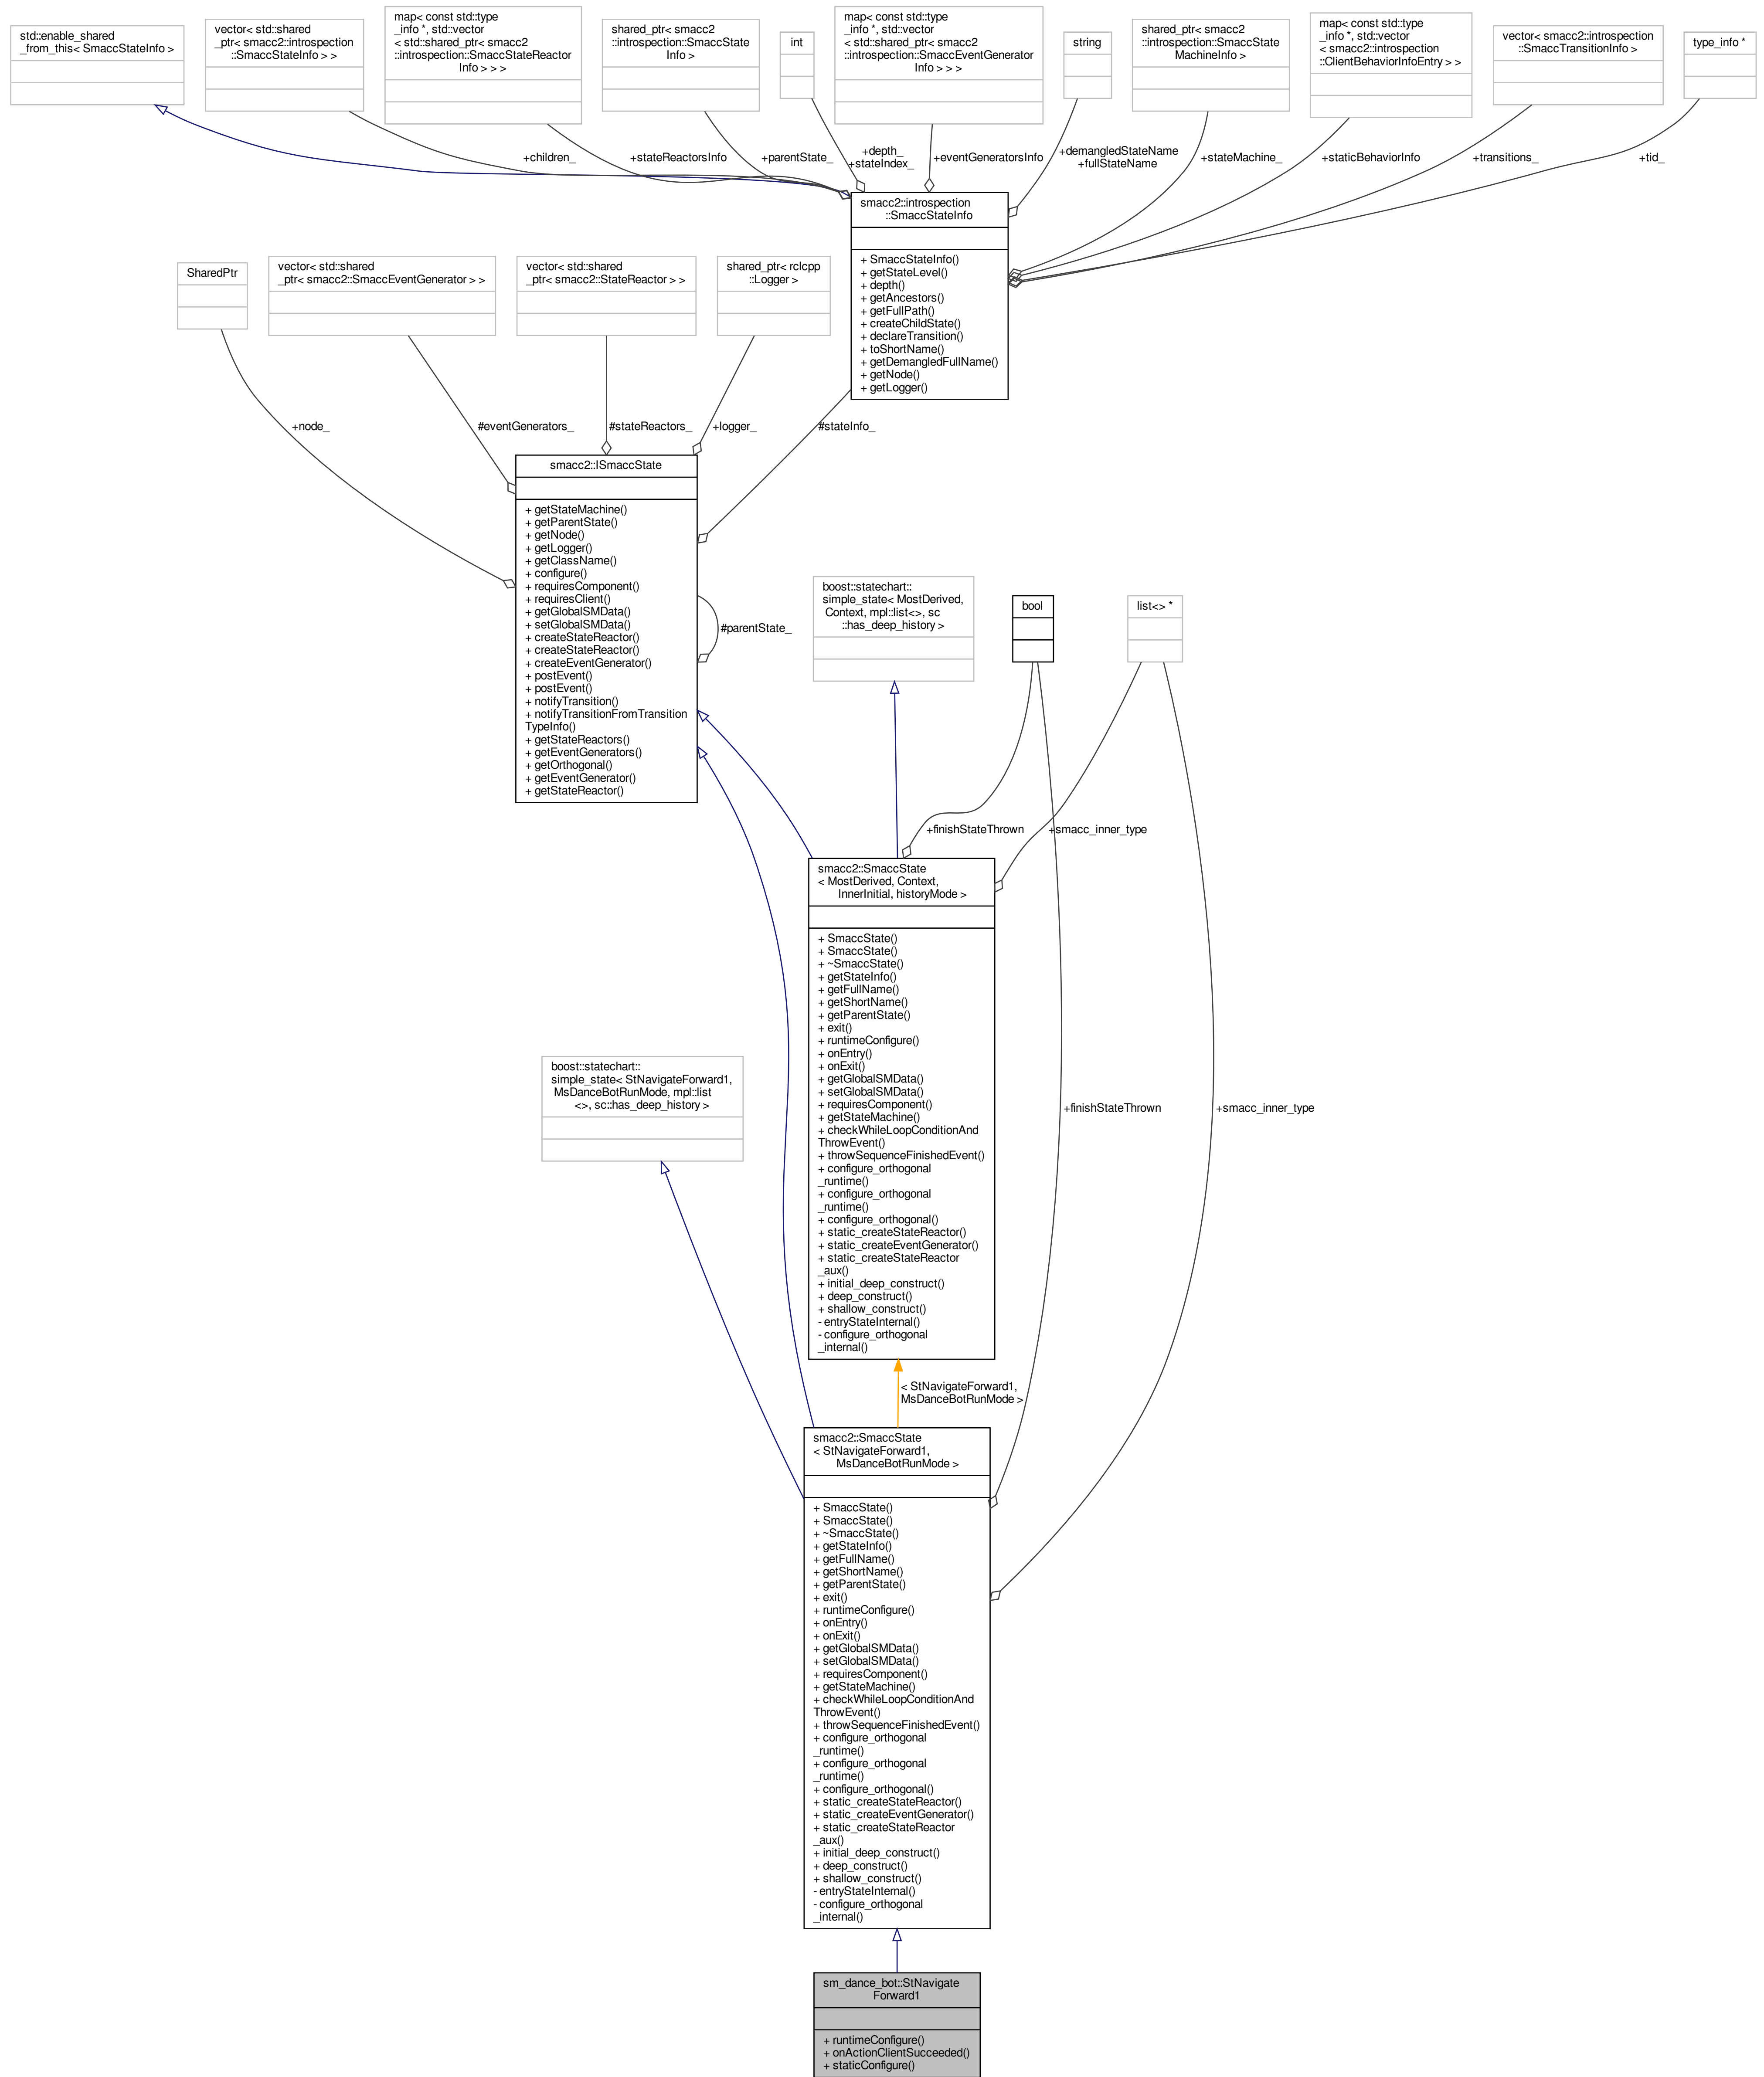 std::enable_shared
_from_this< SmaccStateInfo >
vector< std::shared
_ptr< smacc2::introspection
::SmaccStateInfo > >
map< const std::type
_info *, std::vector
< std::shared_ptr< smacc2
::introspection::SmaccStateReactor
Info > > >
shared_ptr< smacc2
::introspection::SmaccState
Info >
int
map< const std::type
_info *, std::vector
< std::shared_ptr< smacc2
::introspection::SmaccEventGenerator
Info > > >
string
shared_ptr< smacc2
::introspection::SmaccState
MachineInfo >
map< const std::type
_info *, std::vector
< smacc2::introspection
::ClientBehaviorInfoEntry > >
vector< smacc2::introspection
::SmaccTransitionInfo >
type_info *
+children_
+stateReactorsInfo
+parentState_
+depth_
+stateIndex_
+eventGeneratorsInfo
+demangledStateName
+fullStateName
+stateMachine_
+staticBehaviorInfo
+transitions_
+tid_
smacc2::introspection
::SmaccStateInfo
+ SmaccStateInfo()
+ getStateLevel()
+ depth()
+ getAncestors()
+ getFullPath()
+ createChildState()
+ declareTransition()
+ toShortName()
+ getDemangledFullName()
+ getNode()
+ getLogger()
SharedPtr
vector< std::shared
_ptr< smacc2::SmaccEventGenerator > >
vector< std::shared
_ptr< smacc2::StateReactor > >
shared_ptr< rclcpp
::Logger >
+node_
#eventGenerators_
#stateReactors_
+logger_
#stateInfo_
smacc2::ISmaccState
+ getStateMachine()
+ getParentState()
+ getNode()
+ getLogger()
+ getClassName()
+ configure()
+ requiresComponent()
+ requiresClient()
+ getGlobalSMData()
+ setGlobalSMData()
+ createStateReactor()
+ createStateReactor()
+ createEventGenerator()
+ postEvent()
+ postEvent()
+ notifyTransition()
+ notifyTransitionFromTransition
TypeInfo()
+ getStateReactors()
+ getEventGenerators()
+ getOrthogonal()
+ getEventGenerator()
+ getStateReactor()
#parentState_
boost::statechart::
simple_state< MostDerived,
Context, mpl::list<>, sc
::has_deep_history >
bool
list<> *
+finishStateThrown
+smacc_inner_type
smacc2::SmaccState
< MostDerived, Context,
InnerInitial, historyMode >
+ SmaccState()
+ SmaccState()
+ ~SmaccState()
+ getStateInfo()
+ getFullName()
+ getShortName()
+ getParentState()
+ exit()
+ runtimeConfigure()
+ onEntry()
+ onExit()
+ getGlobalSMData()
+ setGlobalSMData()
+ requiresComponent()
+ getStateMachine()
+ checkWhileLoopConditionAnd
ThrowEvent()
+ throwSequenceFinishedEvent()
+ configure_orthogonal
_runtime()
+ configure_orthogonal
_runtime()
+ configure_orthogonal()
+ static_createStateReactor()
+ static_createEventGenerator()
+ static_createStateReactor
_aux()
+ initial_deep_construct()
+ deep_construct()
+ shallow_construct()
- entryStateInternal()
- configure_orthogonal
_internal()
boost::statechart::
simple_state< StNavigateForward1,
MsDanceBotRunMode, mpl::list
<>, sc::has_deep_history >
+finishStateThrown
+smacc_inner_type
< StNavigateForward1,
MsDanceBotRunMode >
smacc2::SmaccState
< StNavigateForward1,
MsDanceBotRunMode >
+ SmaccState()
+ SmaccState()
+ ~SmaccState()
+ getStateInfo()
+ getFullName()
+ getShortName()
+ getParentState()
+ exit()
+ runtimeConfigure()
+ onEntry()
+ onExit()
+ getGlobalSMData()
+ setGlobalSMData()
+ requiresComponent()
+ getStateMachine()
+ checkWhileLoopConditionAnd
ThrowEvent()
+ throwSequenceFinishedEvent()
+ configure_orthogonal
_runtime()
+ configure_orthogonal
_runtime()
+ configure_orthogonal()
+ static_createStateReactor()
+ static_createEventGenerator()
+ static_createStateReactor
_aux()
+ initial_deep_construct()
+ deep_construct()
+ shallow_construct()
- entryStateInternal()
- configure_orthogonal
_internal()
sm_dance_bot::StNavigate
Forward1
+ runtimeConfigure()
+ onActionClientSucceeded()
+ staticConfigure()